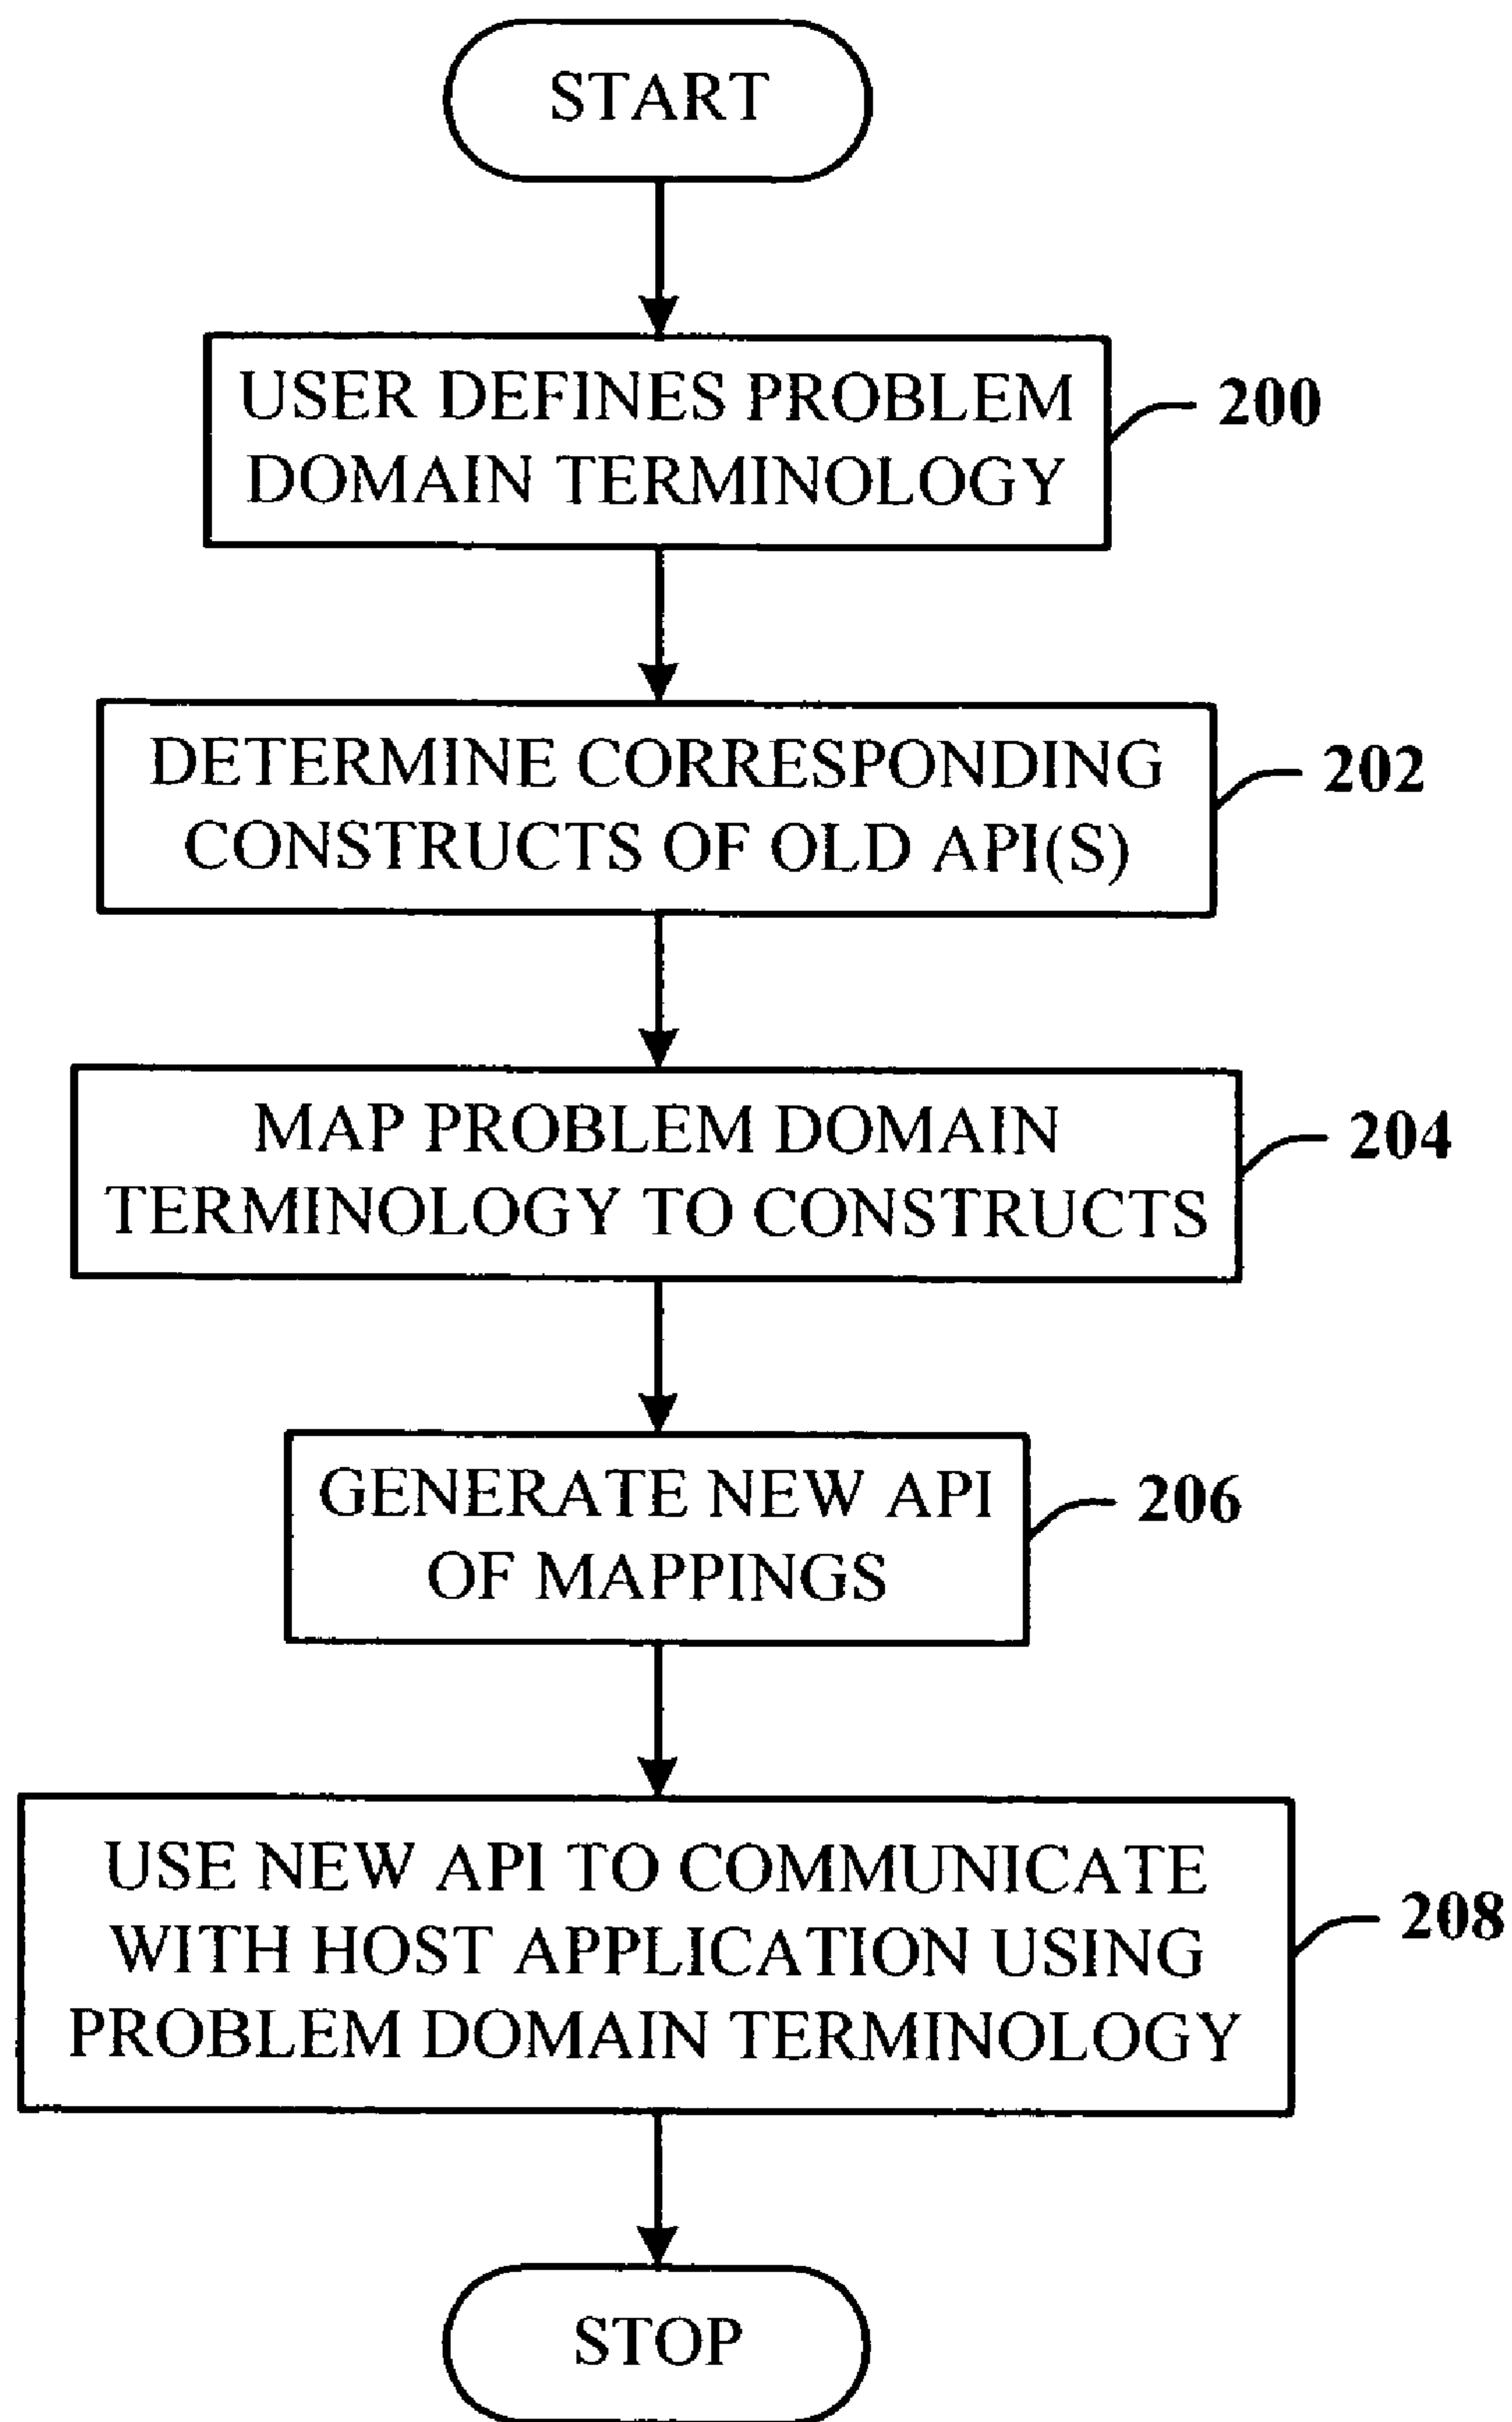 START
USER DEFINES PROBLEM
DOMAIN TERMINOLOGY
200
DETERMINE CORRESPONDING
CONSTRUCTS OF OLD API(S)
202
MAP PROBLEM DOMAIN
TERMINOLOGY TO CONSTRUCTS
204
GENERATE NEW API
OF MAPPINGS
206
USE NEW API TO COMMUNICATE
WITH HOST APPLICATION USING
PROBLEM DOMAIN TERMINOLOGY
208
STOP